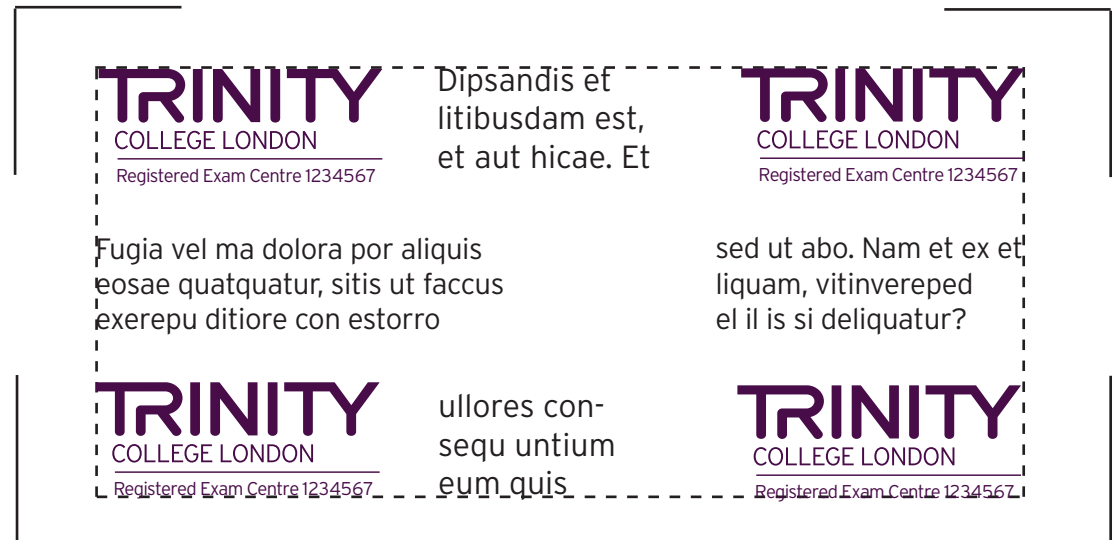 TRINITY
COLLEGE LONDON
Registered Exam Centre 1234567
Dipsandis et
litibusdam est,
et aut hicae. Et
TRINITY
COLLEGE LONDON
Registered Exam Centre 1234567
Fugia vel ma dolora por aliquis
eosae quatquatur, sitis ut faccus
exerepu ditiore con estorro
sed ut abo. Nam et ex et
liquam, vitinvereped
el il is si deliquatur?
TRINITY
COLLEGE LONDON
Registered Exam Centre 1234567
ullores con-
sequ untium
eum quis
TRINITY
COLLEGE LONDON
Registered Exam Centre 1234567